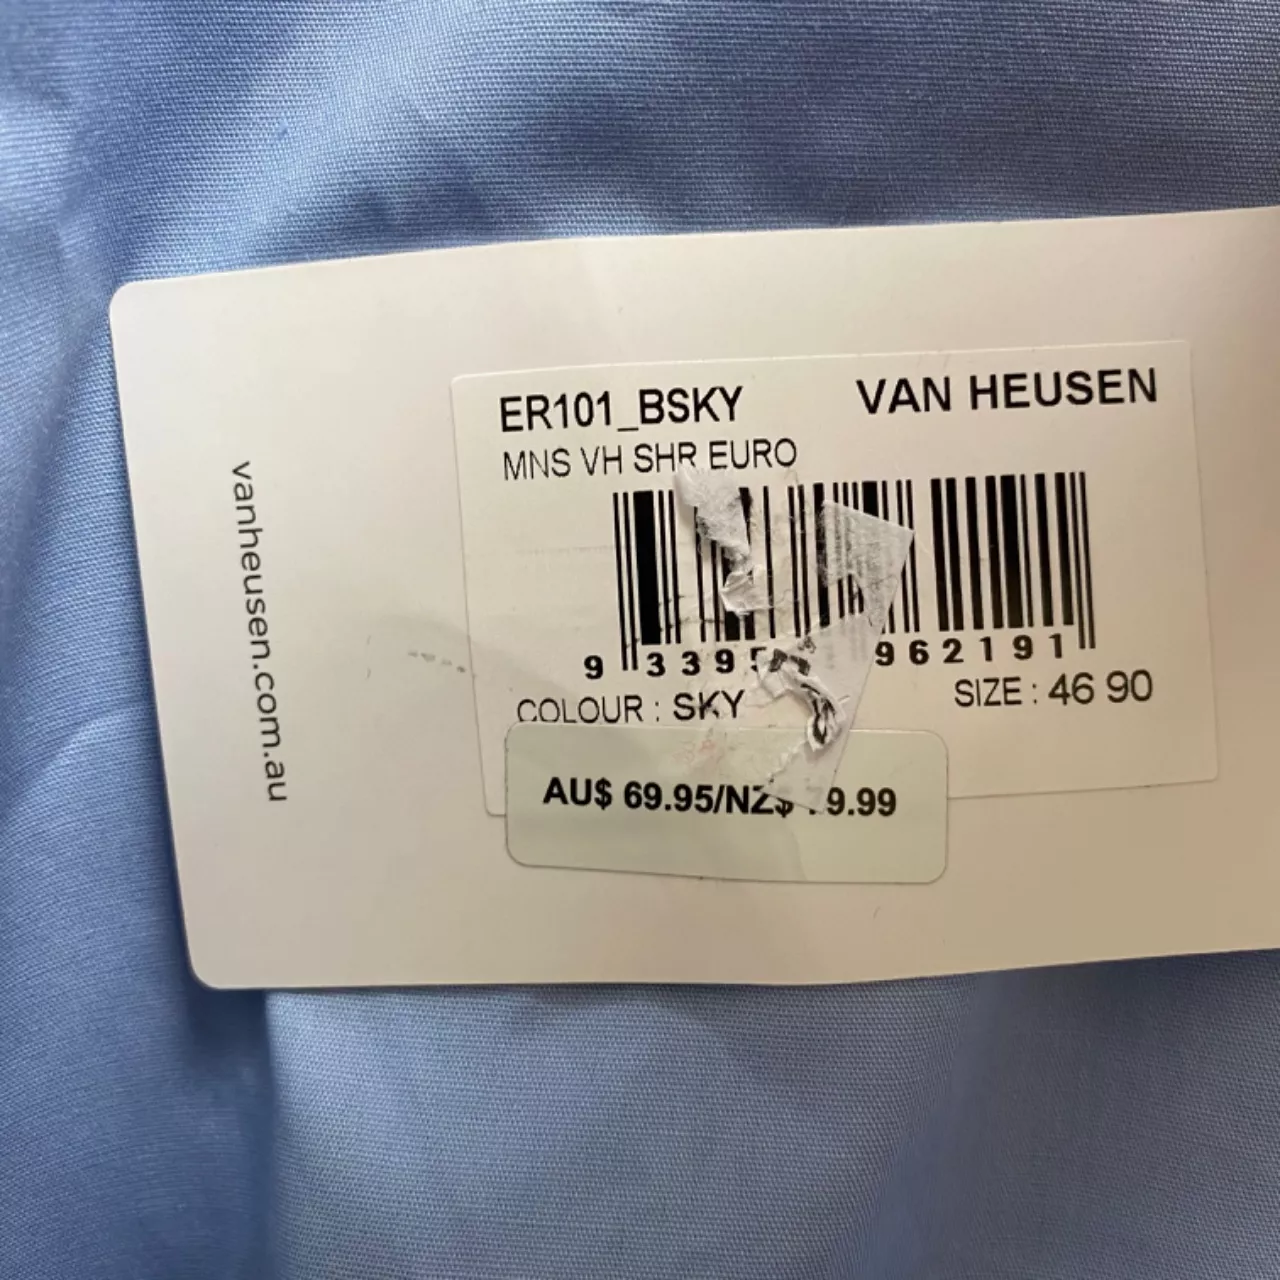 ER101_BSKY VAN HEUSEN
MNS VH SHR EURO
962191
COLOUR : SKY SIZE : 46 90
AU$ 69.95/NZ$
vanheusen.com.au